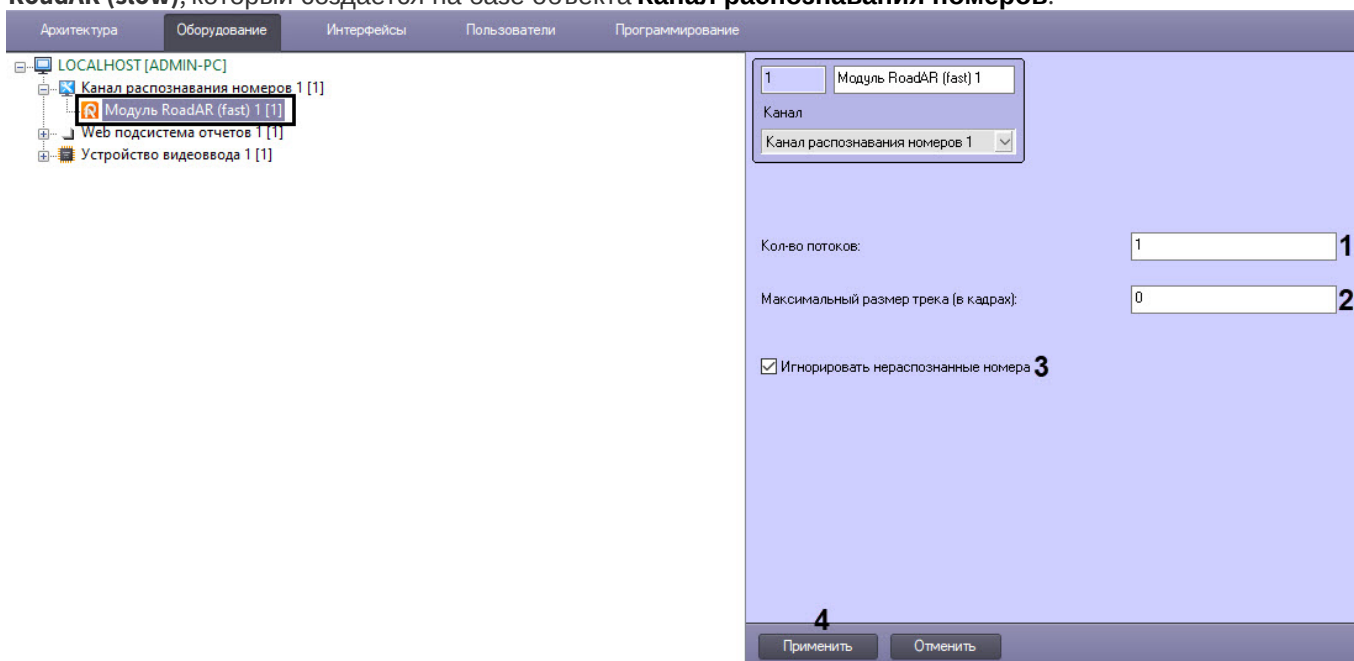 RoadAR (slow), который создается на базе объекта Канал распознавания номеров.
Архитектура Оборудование Интерфейсы Пользователи Программирование
LOCALHOST [ADMIN-PC]
Канал распознавания номеров 1 [1]
Модуль RoadAR (fast) 1 [1]
Web подсистема отчетов 1 [1]
Устройство видеоввода 1 [1]
1 Модуль RoadAR (fast) 1
Канал
Канал распознавания номеров 1
Кол-во потоков: 1 1
Максимальный размер трека (в кадрах): 0 2
Игнорировать нераспознанные номера 3
4
Применить Отменить